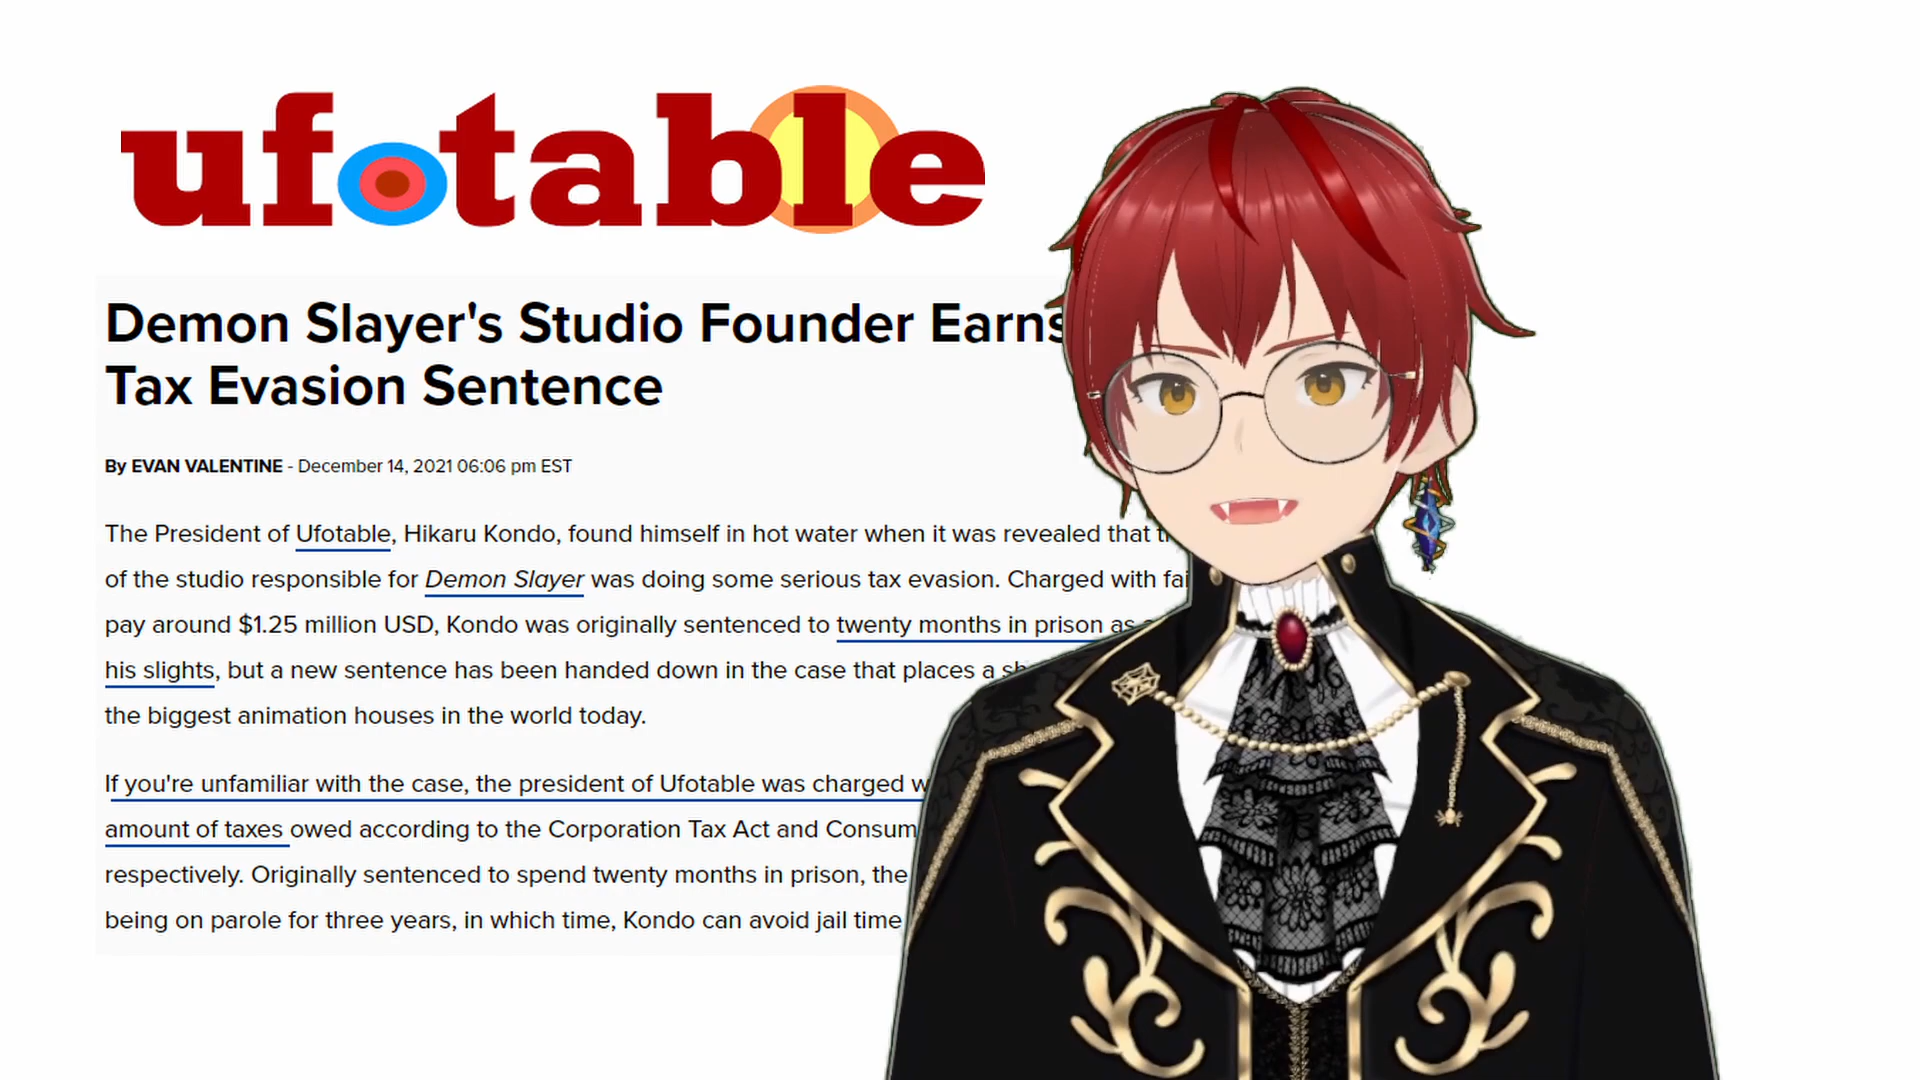 ufotable
Demon Slayer's Studio Founder Earns
Tax Evasion Sentence
By EVAN VALENTINE - December 14, 2021 06:06 pm EST
The President of Ufotable, Hikaru Kondo, found himself in hot water when it was revealed that
of the studio responsible for Demon Slayer was doing some serious tax evasion. Charged with
pay around $1.25 million USD, Kondo was originally sentenced to twenty months in prison as
his slights, but a new sentence has been handed down in the case that places a
the biggest animation houses in the world today.
If you're unfamiliar with the case, the president of Ufotable was charged
amount of taxes owed according to the Corporation Tax Act and
respectively. Originally sentenced to spend twenty months in prison, the
being on parole for three years, in which time, Kondo can avoid jail time